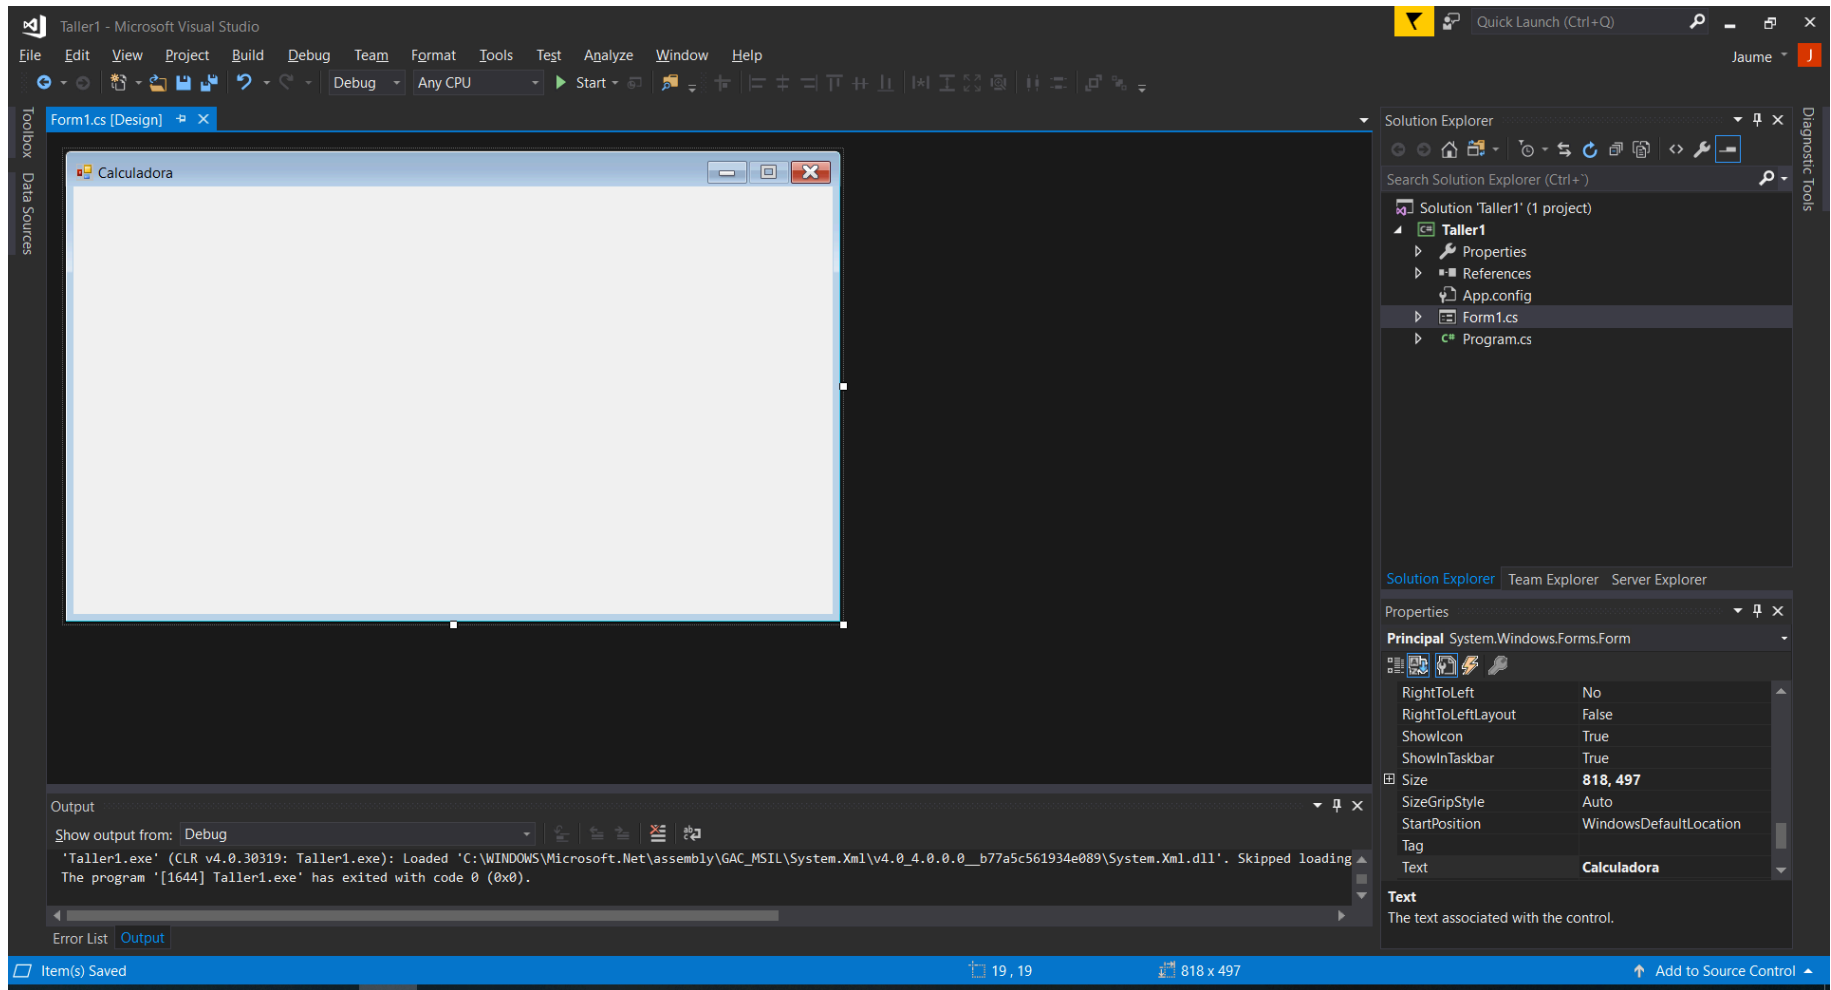 Taller1 - Microsoft Visual Studio
Quick Launch (Ctrl+Q)
File Edit View Project Build Debug Team Format Tools Test Analyze Window Help
Jaume J
Debug Any CPU Start
Toolbox
Data Sources
Form1.cs [Design]
Calculadora
Solution Explorer
Search Solution Explorer (Ctrl+`)
Solution 'Taller1' (1 project)
C# Taller1
Properties
References
App.config
Form1.cs
C# Program.cs
Solution Explorer Team Explorer Server Explorer
Diagnostic Tools
Properties
Principal System.Windows.Forms.Form
RightToLeft No
RightToLeftLayout False
ShowIcon True
ShowInTaskbar True
Size 818, 497
SizeGripStyle Auto
StartPosition WindowsDefaultLocation
Tag
Text Calculadora
Text
The text associated with the control.
Output
Show output from: Debug
'Taller1.exe' (CLR v4.0.30319: Taller1.exe): Loaded 'C:\WINDOWS\Microsoft.Net\assembly\GAC_MSIL\System.Xml\v4.0_4.0.0.0__b77a5c561934e089\System.Xml.dll'. Skipped loading
The program '[1644] Taller1.exe' has exited with code 0 (0x0).
Error List Output
Item(s) Saved 19 , 19 818 x 497 Add to Source Control